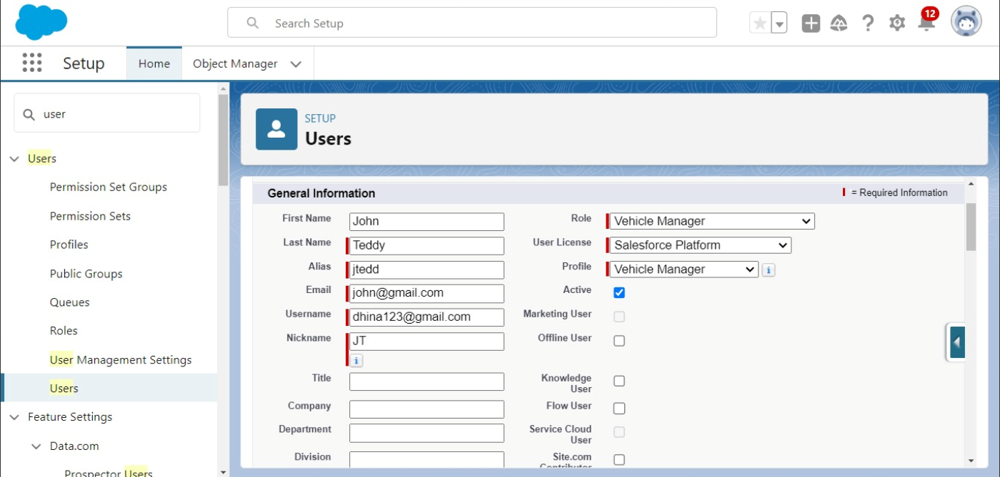 Search Setup
12
Setup
Home
Object Manager
user
Users
Permission Set Groups
Permission Sets
Profiles
Public Groups
Queues
Roles
User Management Settings
Users
Feature Settings
Data.com
Prospector Users
SETUP
Users
General Information
= Required Information
First Name John
Last Name Teddy
Alias jtedd
Email john@gmail.com
Username dhina123@gmail.com
Nickname JT
i
Title
Company
Department
Division
Role Vehicle Manager
User License Salesforce Platform
Profile Vehicle Manager i
Active
Marketing User
Offline User
Knowledge
User
Flow User
Service Cloud
User
Site.com
Contributor